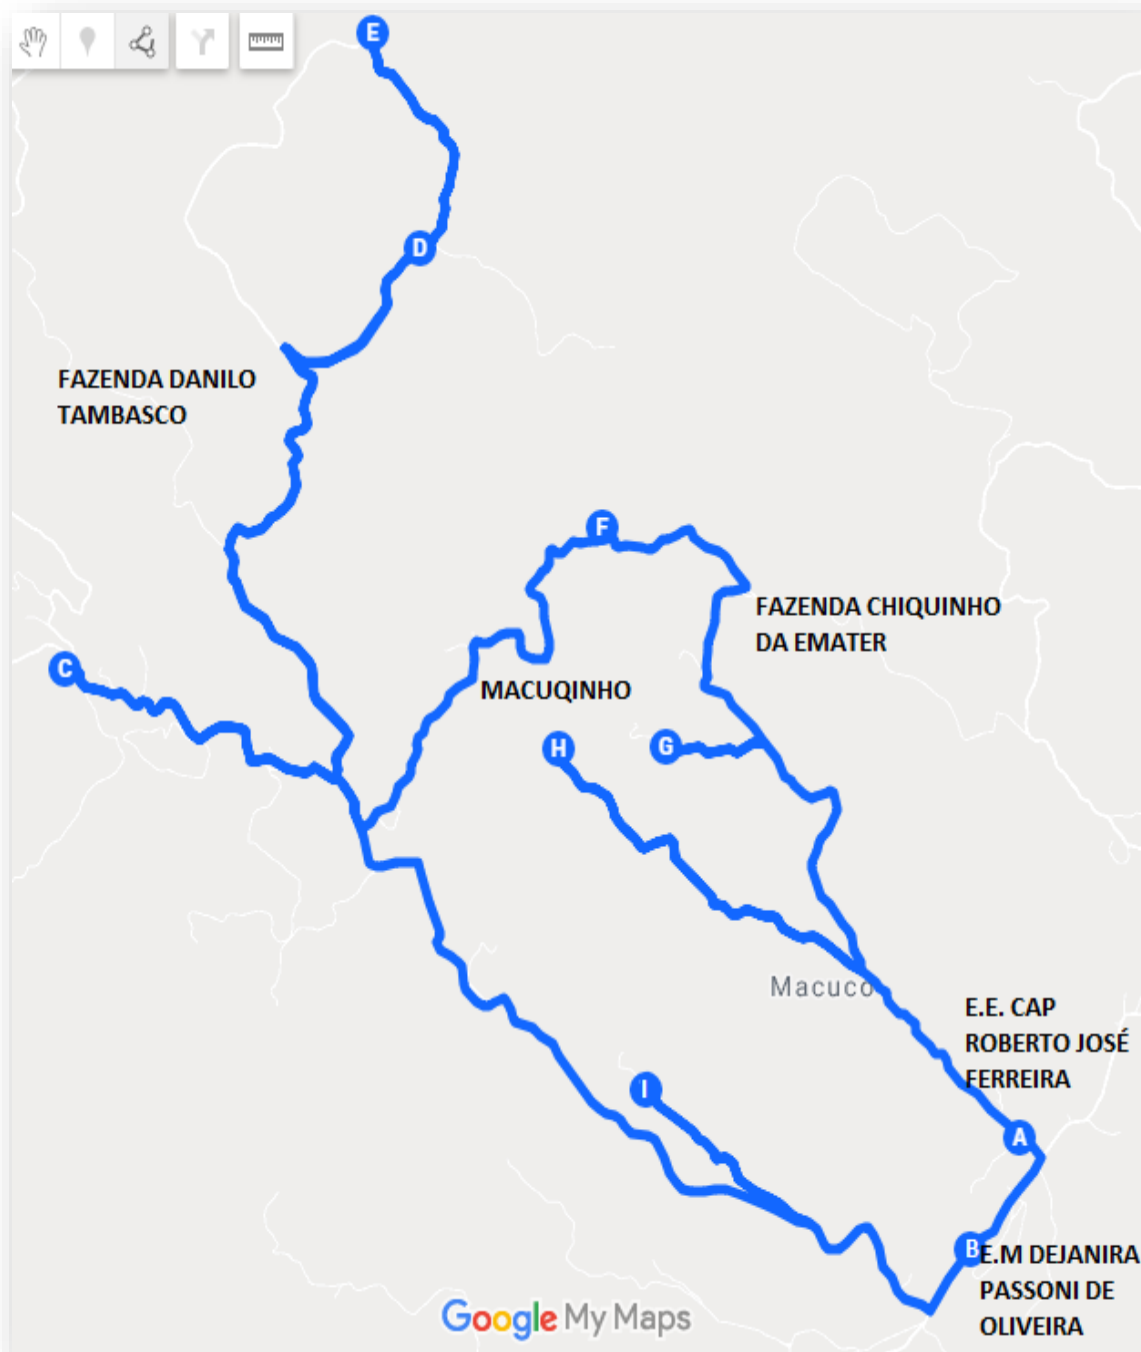 E
D
FAZENDA DANILO
TAMBASCO
F
FAZENDA CHIQUINHO
DA EMATER
C
MACUQINHO
H
G
Macuco
E.E. CAP
ROBERTO JOSÉ
FERREIRA
I
A
B
E.M DEJANIRA
PASSONI DE
OLIVEIRA
Google My Maps